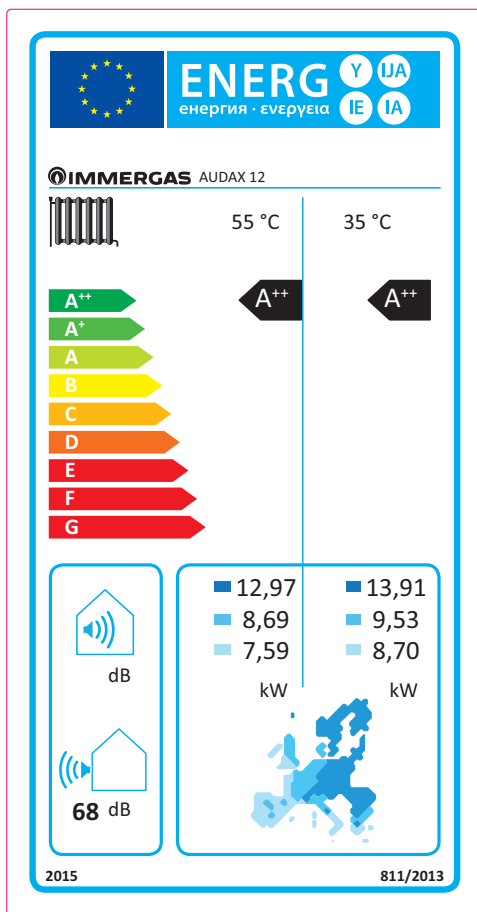 ENERG Y IJA
енергия · ενεργεια IE IA
IMMERGAS AUDAX 12
55 °C 35 °C
A++ A++ A++
A+
A
B
C
D
E
F
G
12,97 13,91
8,69 9,53
7,59 8,70
kW kW
dB
68 dB
2015 811/2013